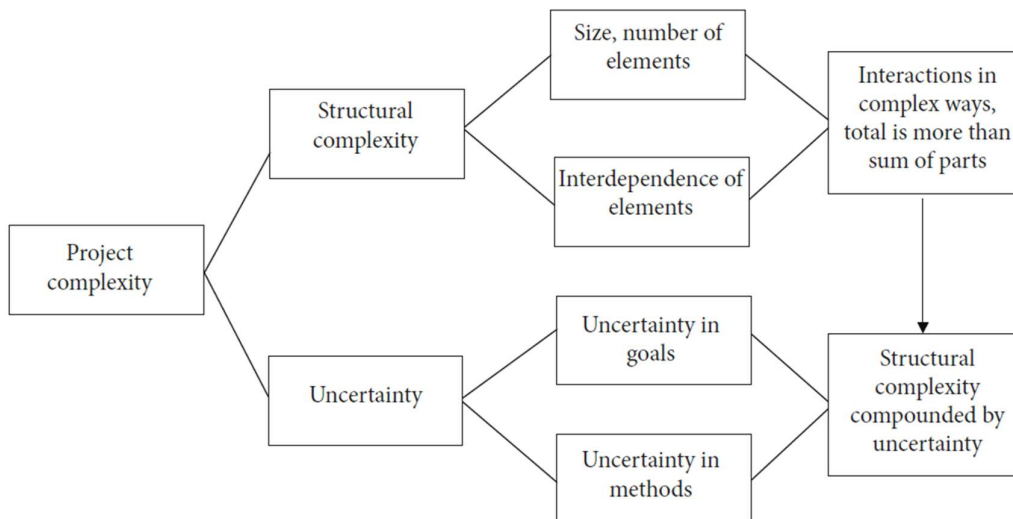 Project
complexity
Structural
complexity
Uncertainty
Size, number of
elements
Interdependence of
elements
Uncertainty in
goals
Uncertainty in
methods
Interactions in
complex ways,
total is more than
sum of parts
Structural
complexity
compounded by
uncertainty